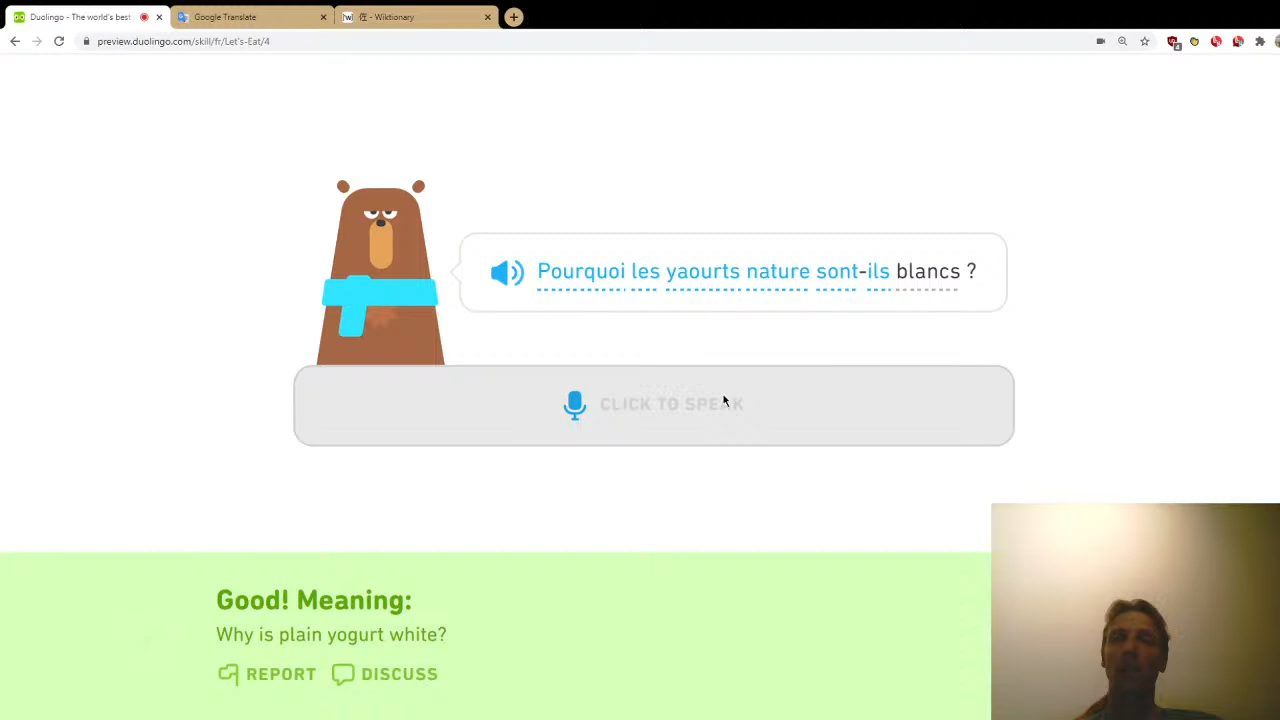 Duolingo - The world's best
Google Translate
W
- Wiktionary
preview.duolingo.com/skill/fr/Let's-Eat/4
4
Pourquoi les yaourts nature sont-ils blancs ?
CLICK TO SPEAK
Good! Meaning:
Why is plain yogurt white?
REPORT
DISCUSS